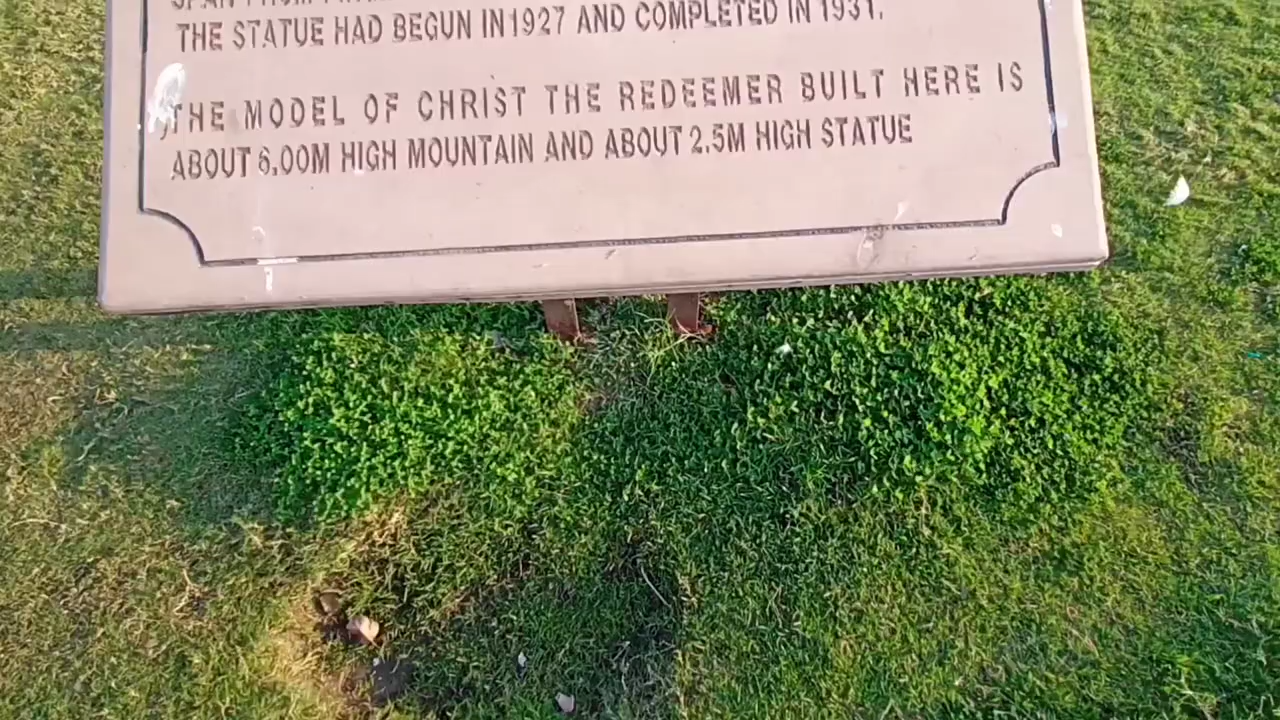 THE STATUE HAD BEGUN IN 1927 AND COMPLETED IN 1931.
THE MODEL OF CHRIST THE REDEEMER BUILT HERE IS
ABOUT 6.00M HIGH MOUNTAIN AND ABOUT 2.5M HIGH STATUE